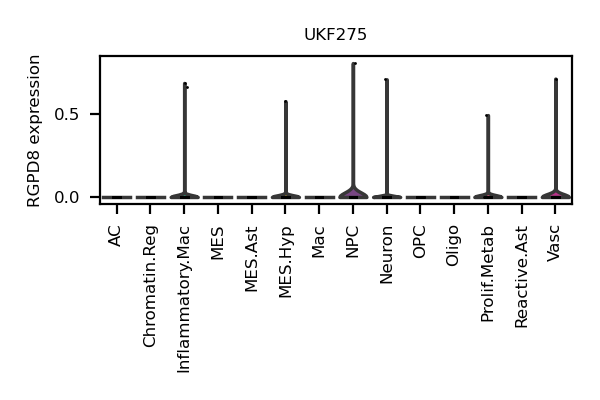 UKF275
RGPD8 expression
0.5
0.0
AC
Chromatin.Reg
Inflammatory.Mac
MES
MES.Ast
MES.Hyp
Mac
NPC
Neuron
OPC
Oligo
Prolif.Metab
Reactive.Ast
Vasc